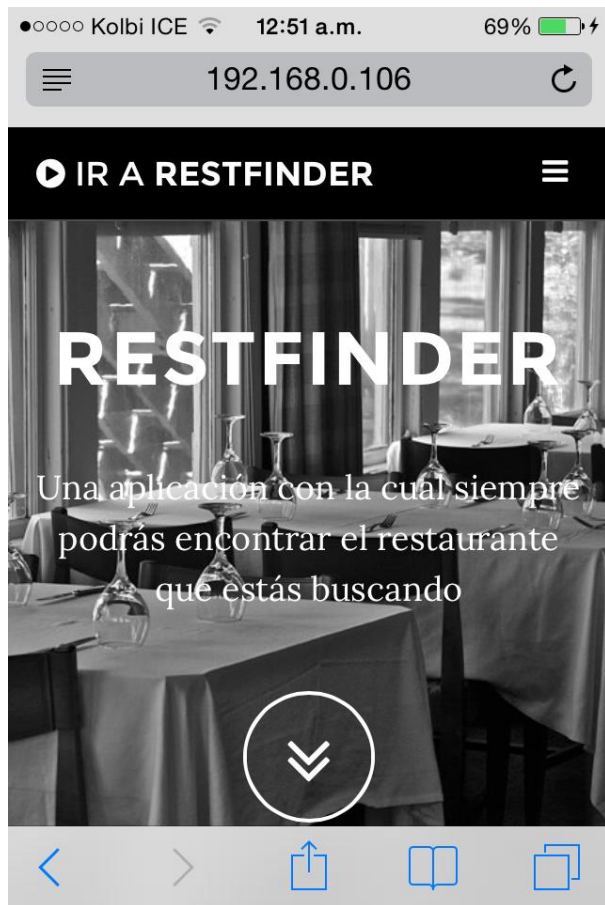 Kolbi ICE 12:51 a.m. 69%
192.168.0.106
IR A RESTFINDER
RESTFINDER
Una aplicación con la cual siempre
podrás encontrar el restaurante
que estás buscando